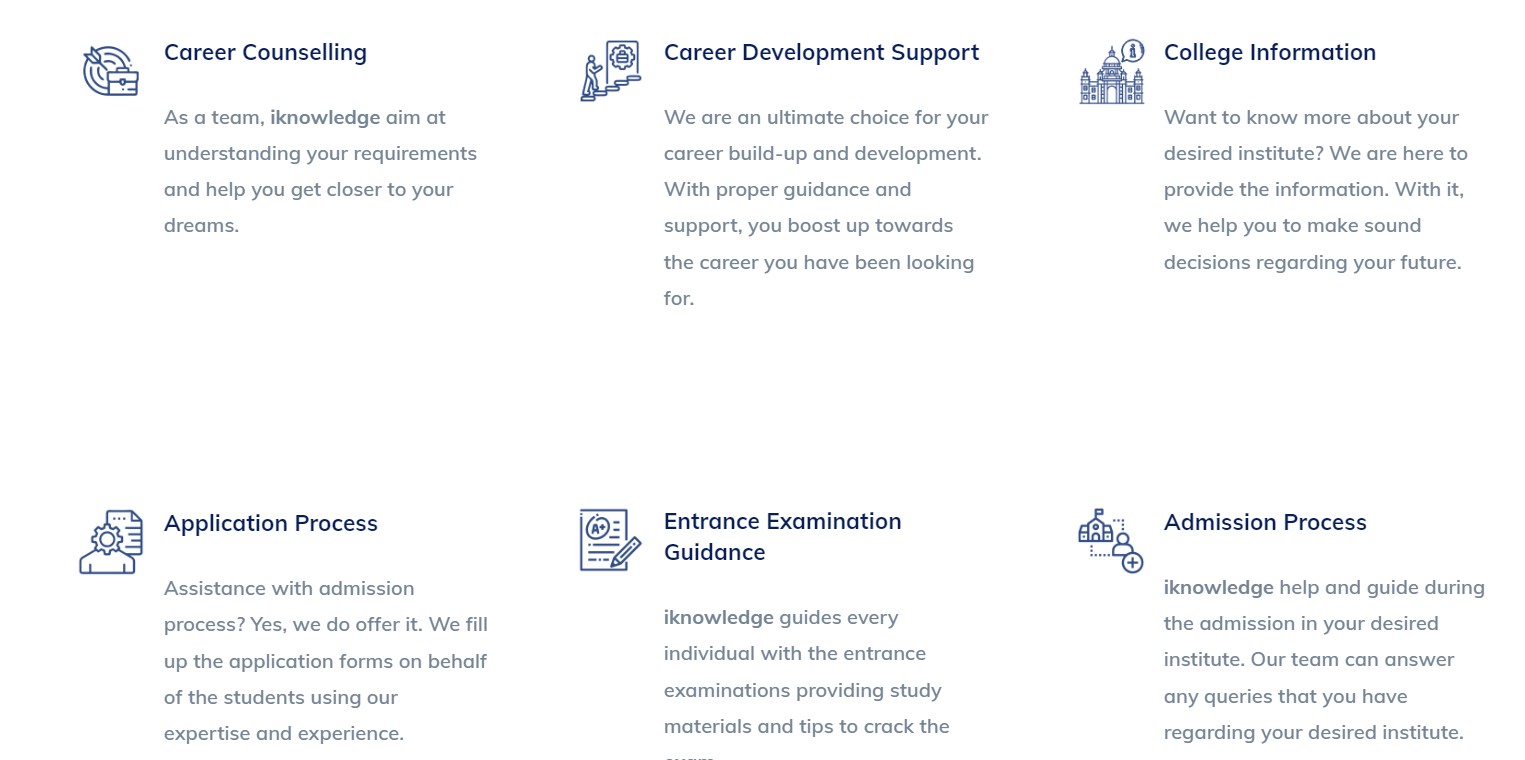 Career Counselling
As a team, iknowledge aim at
understanding your requirements
and help you get closer to your
dreams.
Career Development Support
We are an ultimate choice for your
career build-up and development.
With proper guidance and
support, you boost up towards
the career you have been looking
for.
College Information
Want to know more about your
desired institute? We are here to
provide the information. With it,
we help you to make sound
decisions regarding your future.
Application Process
Assistance with admission
process? Yes, we do offer it. We fill
up the application forms on behalf
of the students using our
expertise and experience.
Entrance Examination
Guidance
A+
iknowledge guides every
individual with the entrance
examinations providing study
materials and tips to crack the
Admission Process
iknowledge help and guide during
the admission in your desired
institute. Our team can answer
any queries that you have
regarding your desired institute.